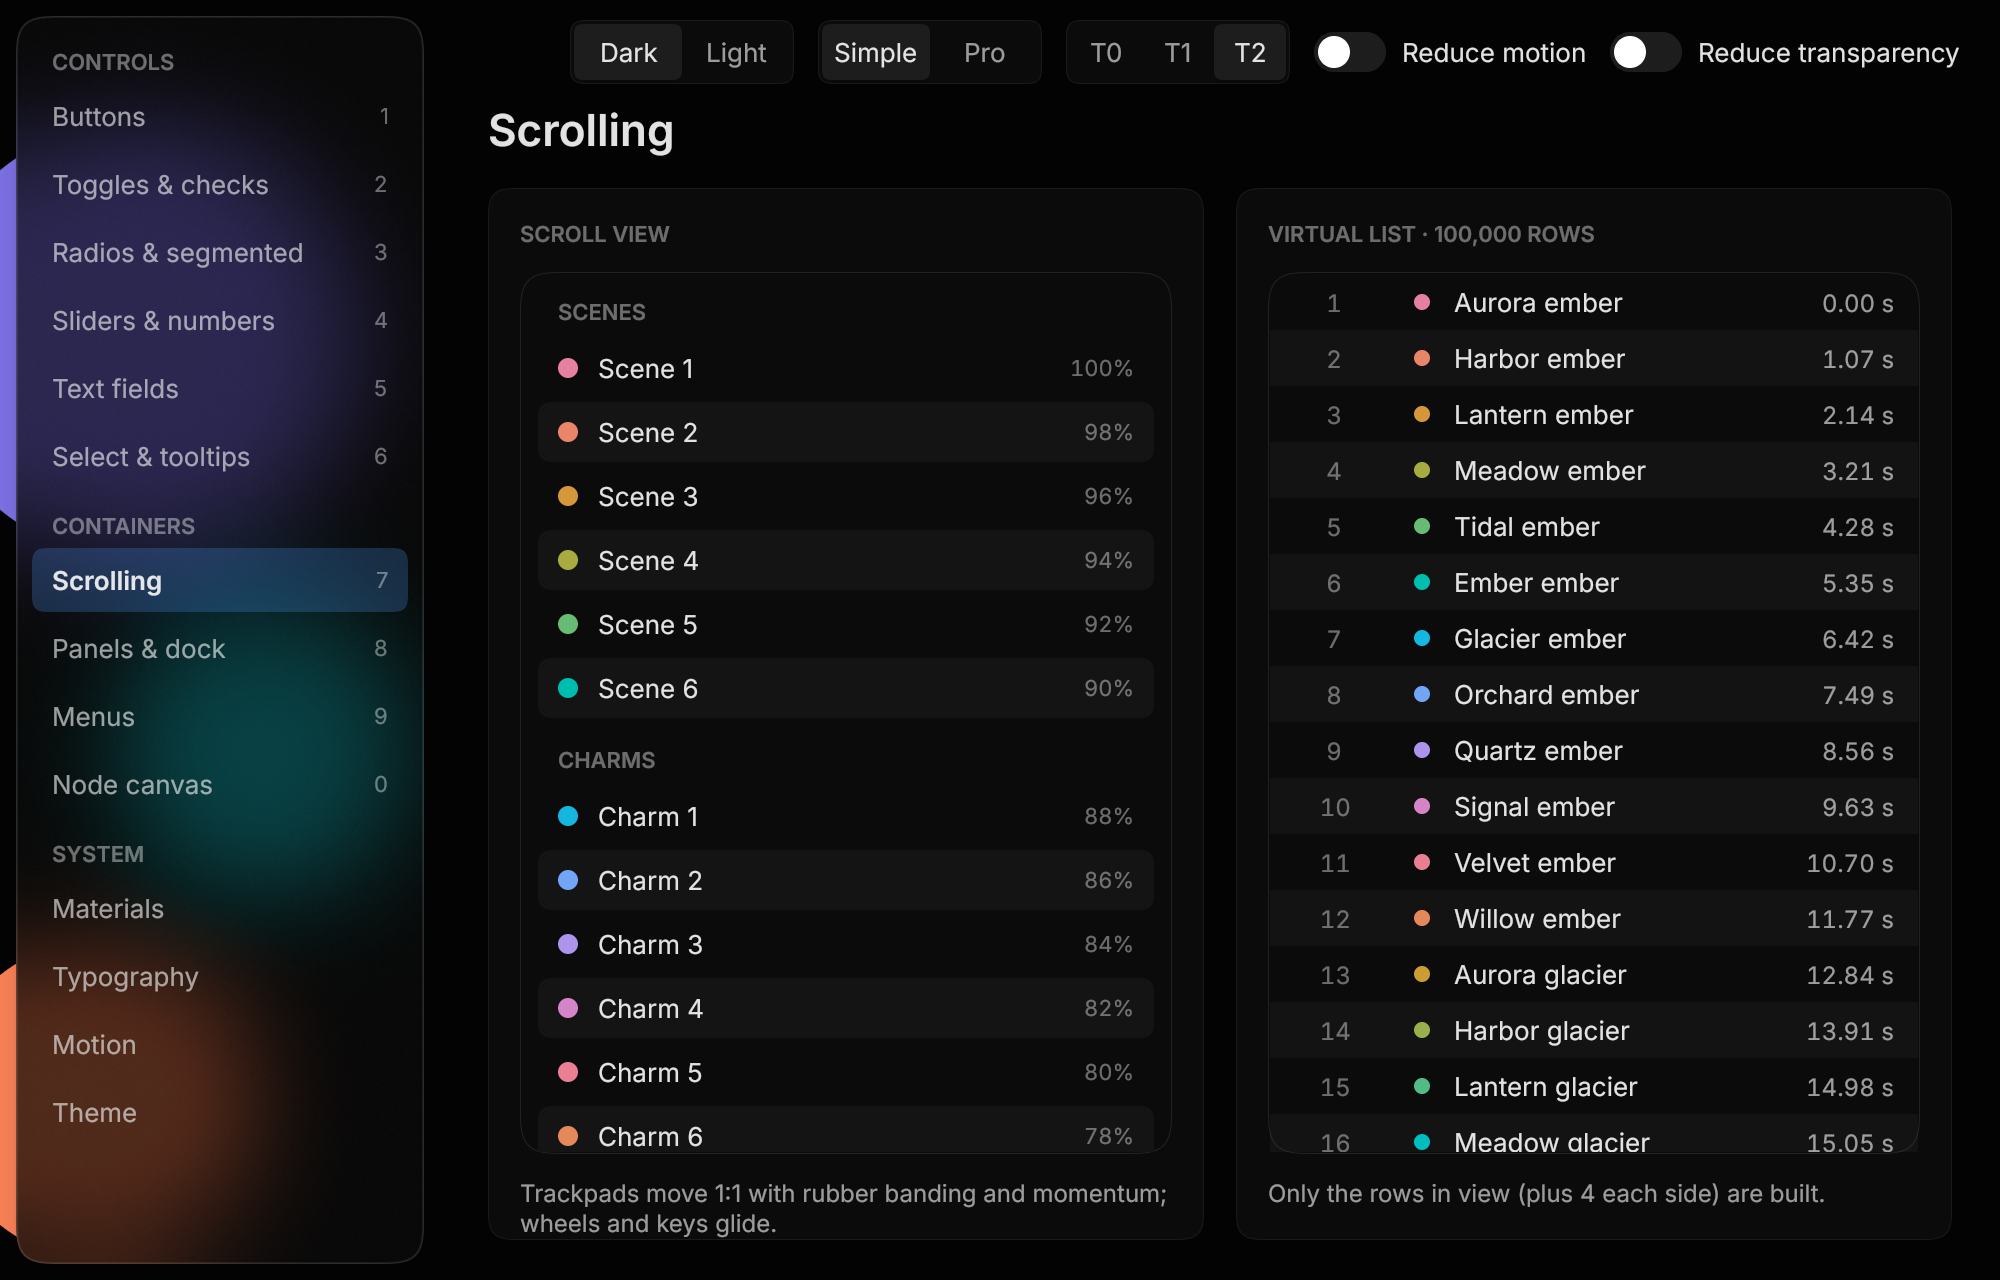 CONTROLS
Buttons 1
Toggles & checks 2
Radios & segmented 3
Sliders & numbers 4
Text fields 5
Select & tooltips 6
CONTAINERS
Scrolling 7
Panels & dock 8
Menus 9
Node canvas 0
SYSTEM
Materials
Typography
Motion
Theme
Dark Light Simple Pro T0 T1 T2 Reduce motion Reduce transparency
Scrolling
SCROLL VIEW
SCENES
Scene 1 100%
Scene 2 98%
Scene 3 96%
Scene 4 94%
Scene 5 92%
Scene 6 90%
CHARMS
Charm 1 88%
Charm 2 86%
Charm 3 84%
Charm 4 82%
Charm 5 80%
Charm 6 78%
Trackpads move 1:1 with rubber banding and momentum;
wheels and keys glide.
VIRTUAL LIST · 100,000 ROWS
1 Aurora ember 0.00 s
2 Harbor ember 1.07 s
3 Lantern ember 2.14 s
4 Meadow ember 3.21 s
5 Tidal ember 4.28 s
6 Ember ember 5.35 s
7 Glacier ember 6.42 s
8 Orchard ember 7.49 s
9 Quartz ember 8.56 s
10 Signal ember 9.63 s
11 Velvet ember 10.70 s
12 Willow ember 11.77 s
13 Aurora glacier 12.84 s
14 Harbor glacier 13.91 s
15 Lantern glacier 14.98 s
16 Meadow glacier 15.05 s
Only the rows in view (plus 4 each side) are built.